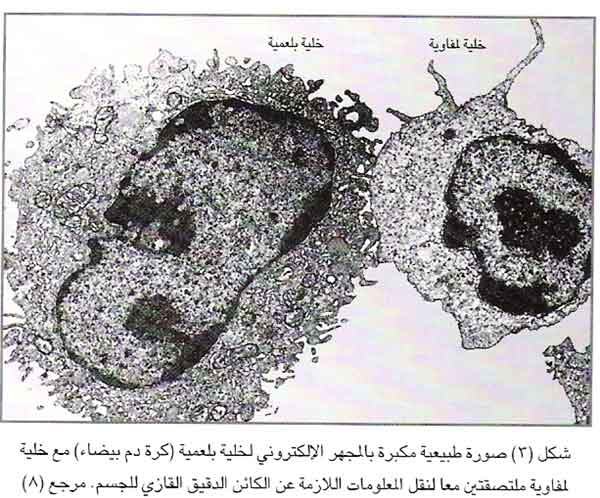 خلية لمفاوية
خلية بلعمية
شكل (٣) صورة طبيعية مكبرة بالمجهر الإلكتروني لخلية بلعمية (كرة دم بيضاء) مع خلية
لمفاوية ملتصقتين معا لنقل المعلومات اللازمة عن الكائن الدقيق الغازي للجسم. مرجع (٨)